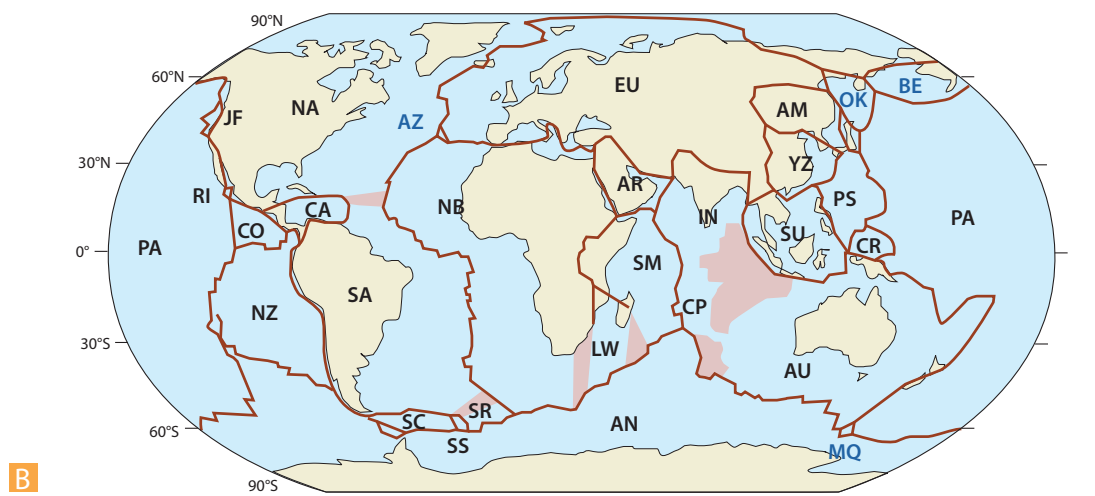 90°N
60°N
30°N
0°
30°S
60°S
90°S
NA
JF
AZ
EU
AM
OK
BE
YZ
RI
CA
NB
AR
IN
PS
PA
CO
SU
CR
PA
SM
NZ
SA
CP
LW
AU
SC
SR
SS
AN
MQ
B